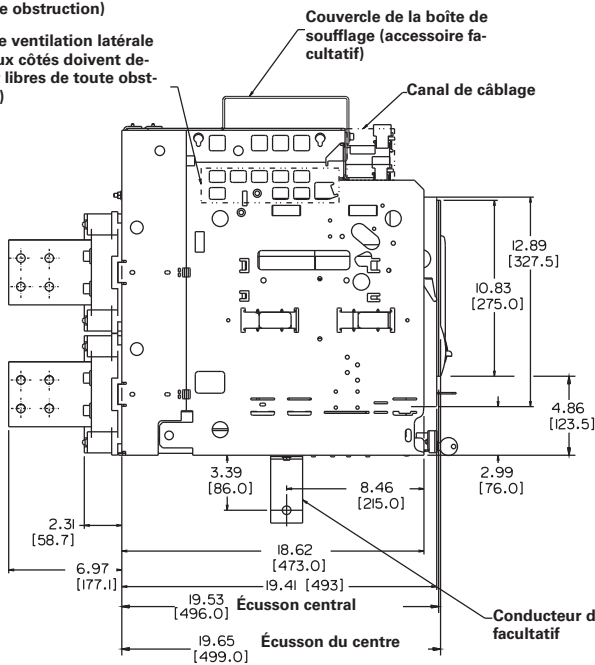 e obstruction)
Couvercle de la boîte de
soufflage (accessoire fa-
cultatif)
e ventilation latérale
ux côtés doivent de-
libres de toute obst-
)
Canal de câblage
12.89
[327.5]
10.83
[275.0]
4.86
[123.5]
3.39
[86.0]
8.46
[215.0]
2.99
[76.0]
2.31
[58.7]
18.62
[473.0]
6.97
[177.1]
19.41 [493]
19.53
[496.0] Écusson central
Conducteur d
facultatif
19.65
[499.0] Écusson du centre